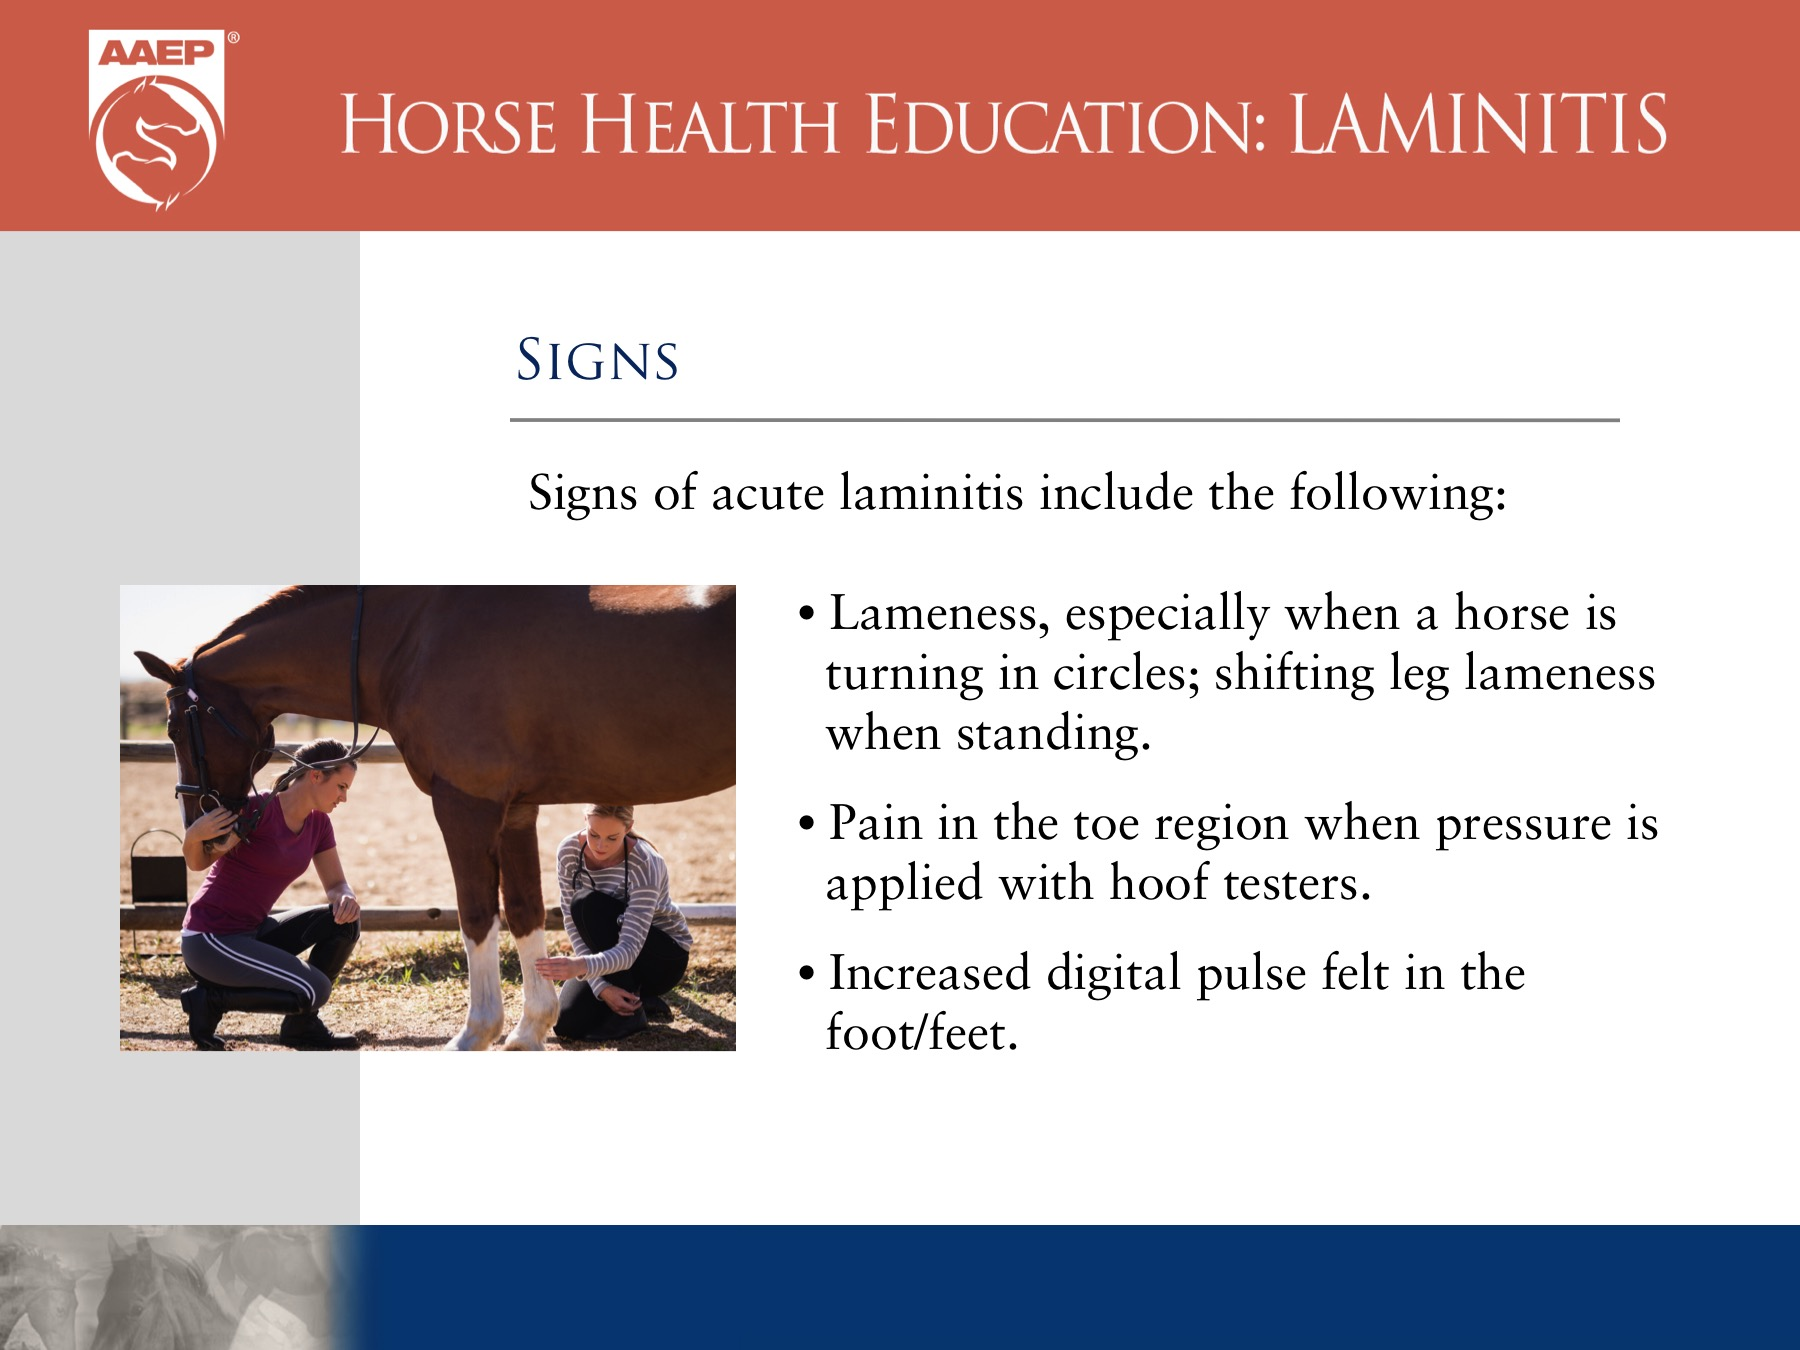 AAEP®
HORSE HEALTH EDUCATION: LAMINITIS
SIGNS
Signs of acute laminitis include the following:
• Lameness, especially when a horse is
turning in circles; shifting leg lameness
when standing.
• Pain in the toe region when pressure is
applied with hoof testers.
• Increased digital pulse felt in the
foot/feet.